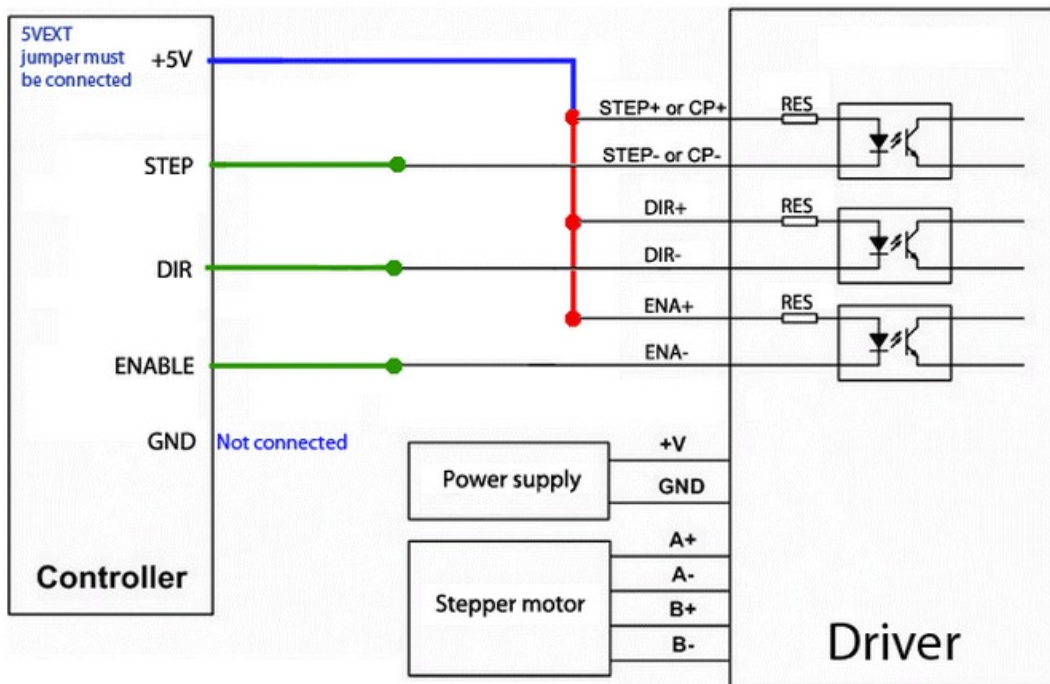 5VEXT
jumper must
be connected
+5V
STEP
DIR
ENABLE
GND
Not connected
Controller
STEP+ or CP+
STEP- or CP-
DIR+
DIR-
ENA+
ENA-
RES
RES
RES
Power supply
+V
GND
Stepper motor
A+
A-
B+
B-
Driver